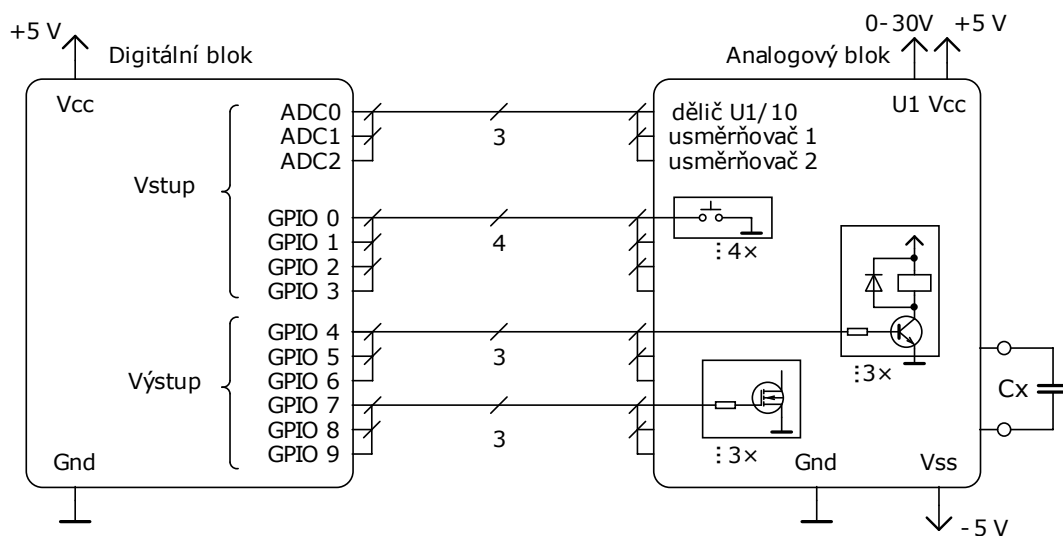 +5 V
Digitální blok
0-30V
+5 V
Analogový blok
Vcc
U1 Vcc
Vstup
ADC0
ADC1
ADC2
3
dělič U1/10
usměrňovač 1
usměrňovač 2
GPIO 0
GPIO 1
GPIO 2
GPIO 3
4
⋮4×
Výstup
GPIO 4
GPIO 5
GPIO 6
3
⋮3×
GPIO 7
GPIO 8
GPIO 9
3
⋮3×
Cx
Gnd
Gnd
Vss
-5 V